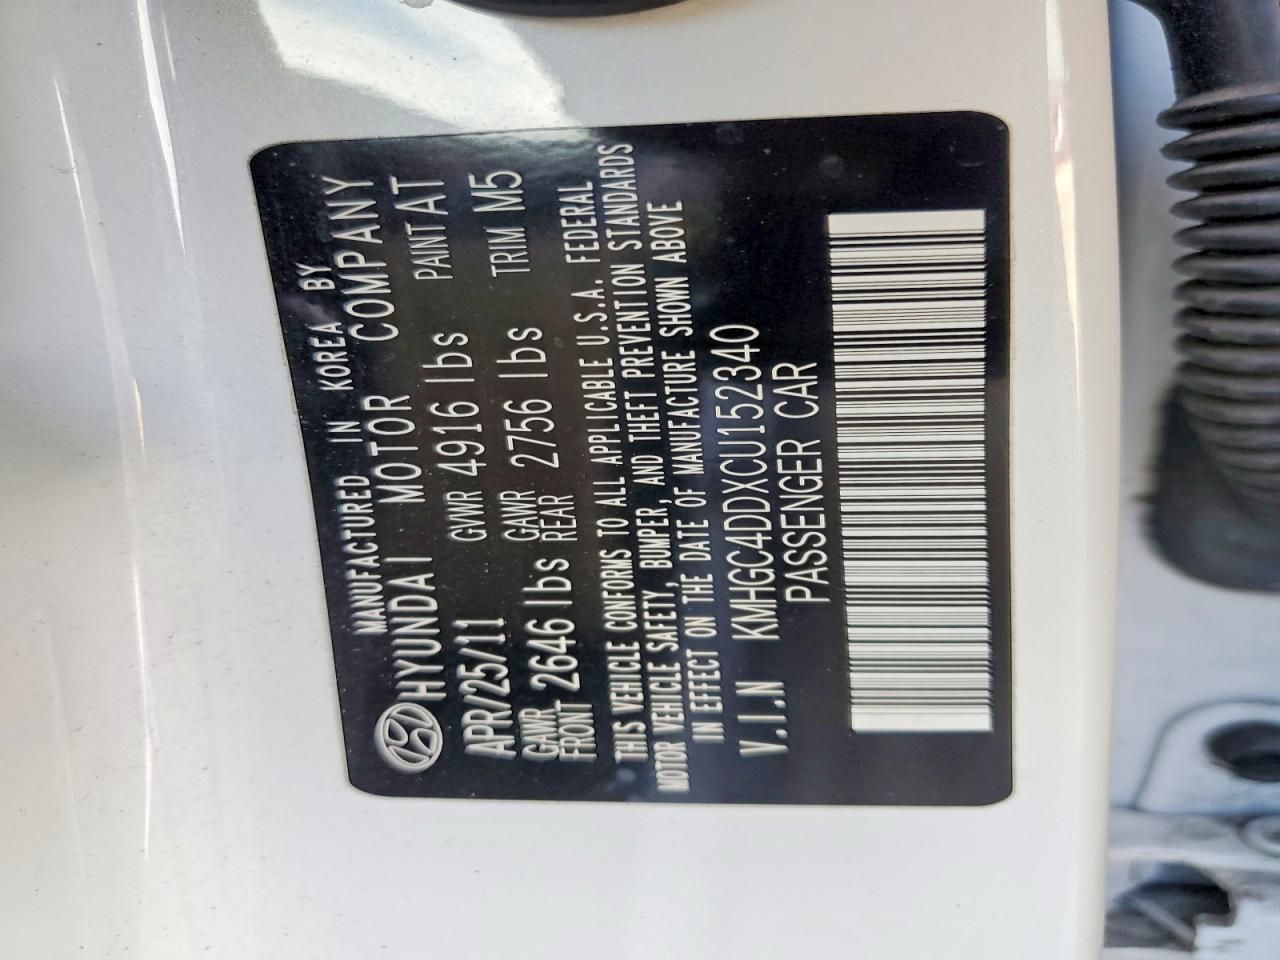 MANUFACTURED IN KOREA BY
HYUNDAI MOTOR COMPANY
APR/25/11 GVWR 4916 lbs PAINT AT
GAWR FRONT 2646 lbs GAWR REAR 2756 lbs TRIM M5
THIS VEHICLE CONFORMS TO ALL APPLICABLE U.S.A. FEDERAL
MOTOR VEHICLE SAFETY, BUMPER, AND THEFT PREVENTION STANDARDS
IN EFFECT ON THE DATE OF MANUFACTURE SHOWN ABOVE
V.I.N KMHGC4DDXCU152340
PASSENGER CAR